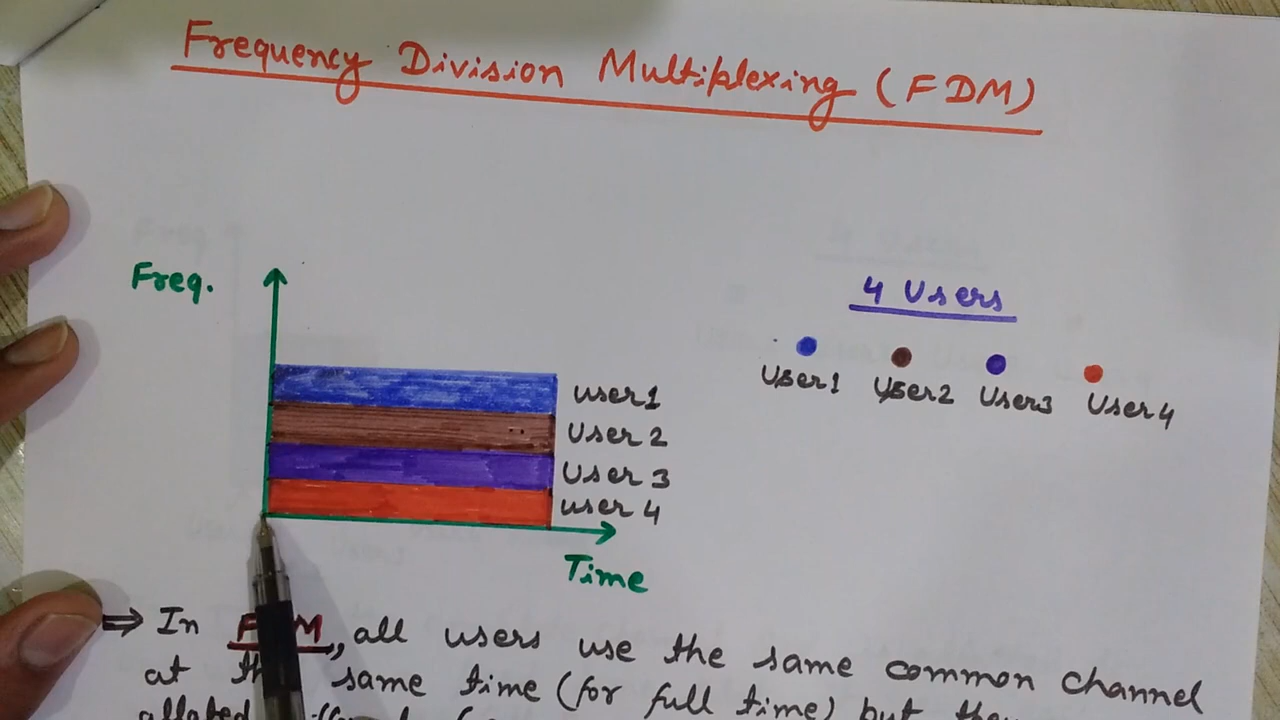 Frequency Division Multiplexing (FDM)
Freq.
4 Users
User1 User2 User3 User4
user1
User 2
User 3
user 4
Time
⇒ In FDM, all users use the same common channel
at same time (for full time) but